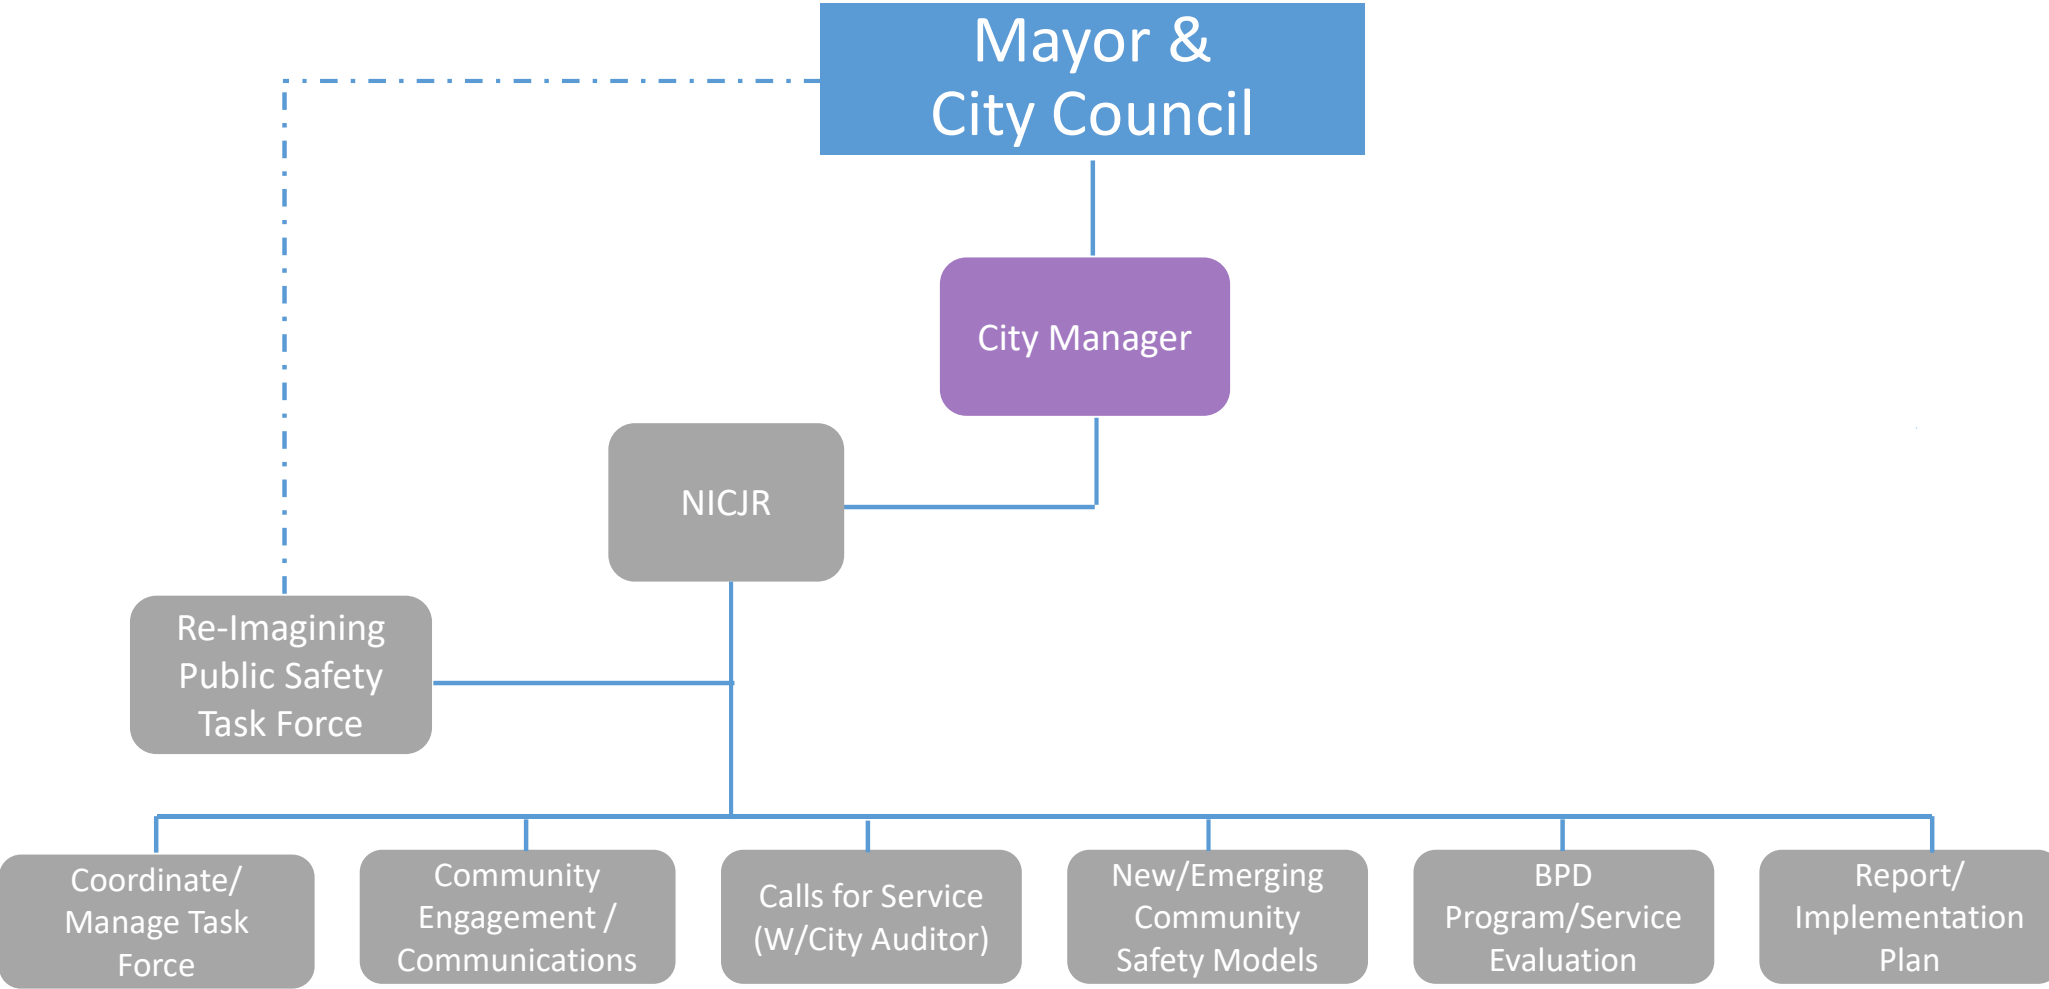 Mayor &
City Council
City Manager
NICJR
Re-Imagining
Public Safety
Task Force
Coordinate/
Manage Task
Force
Community
Engagement /
Communications
Calls for Service
(W/City Auditor)
New/Emerging
Community
Safety Models
BPD
Program/Service
Evaluation
Report/
Implementation
Plan